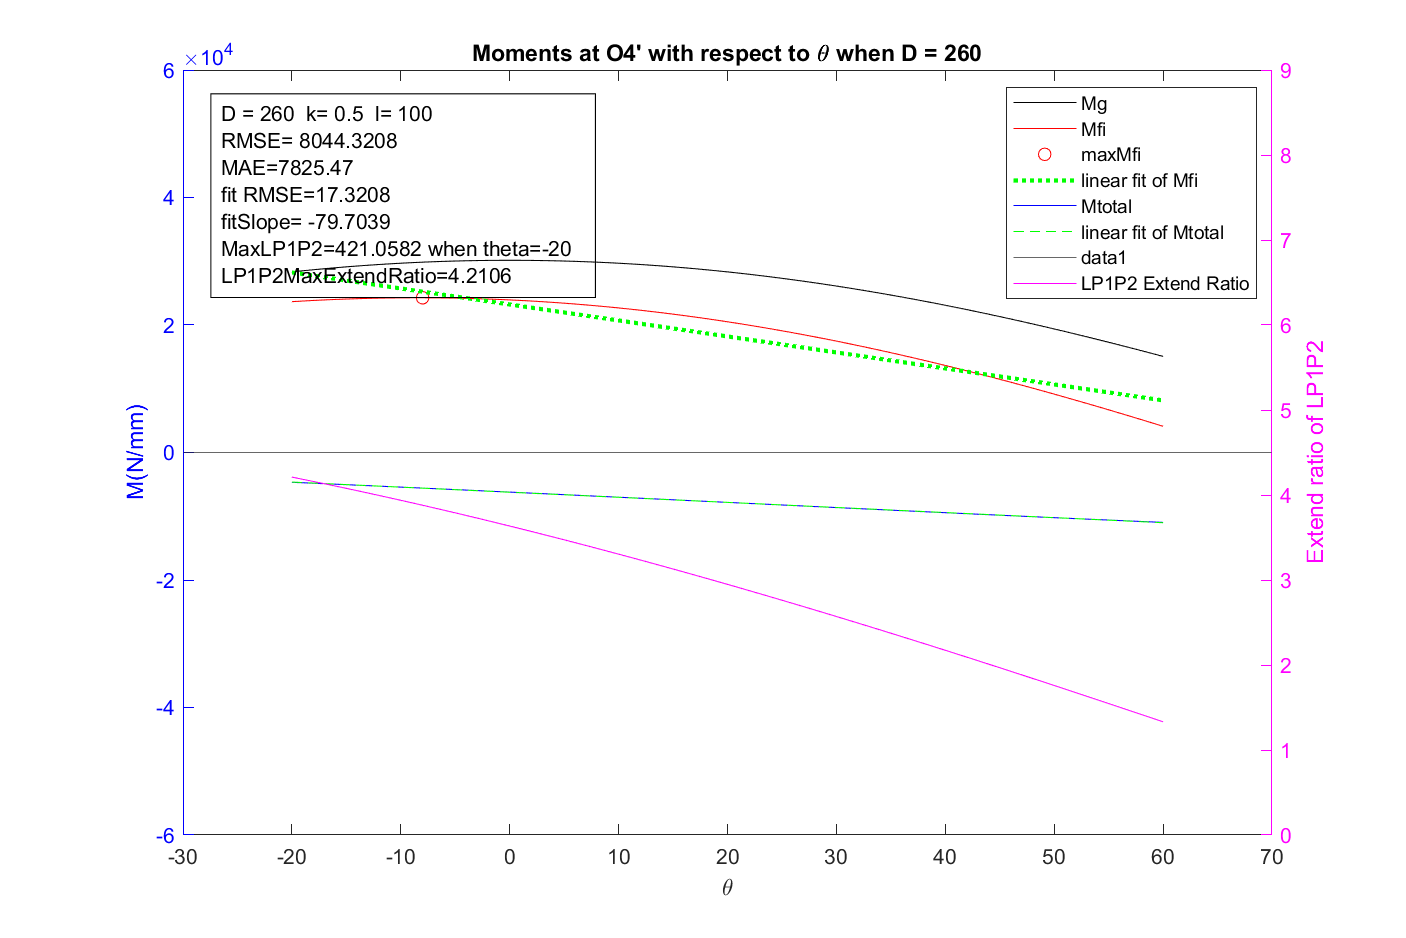 Moments at O4' with respect to θ when D = 260
×10^4
6
4
2
0
-2
-4
-6
M(N/mm)
D = 260  k= 0.5  l= 100
RMSE= 8044.3208
MAE=7825.47
fit RMSE=17.3208
fitSlope= -79.7039
MaxLP1P2=421.0582 when theta=-20
LP1P2MaxExtendRatio=4.2106
Mg
Mfi
maxMfi
linear fit of Mfi
Mtotal
linear fit of Mtotal
data1
LP1P2 Extend Ratio
9
8
7
6
5
4
3
2
1
0
Extend ratio of LP1P2
-30 -20 -10 0 10 20 30 40 50 60 70
θ